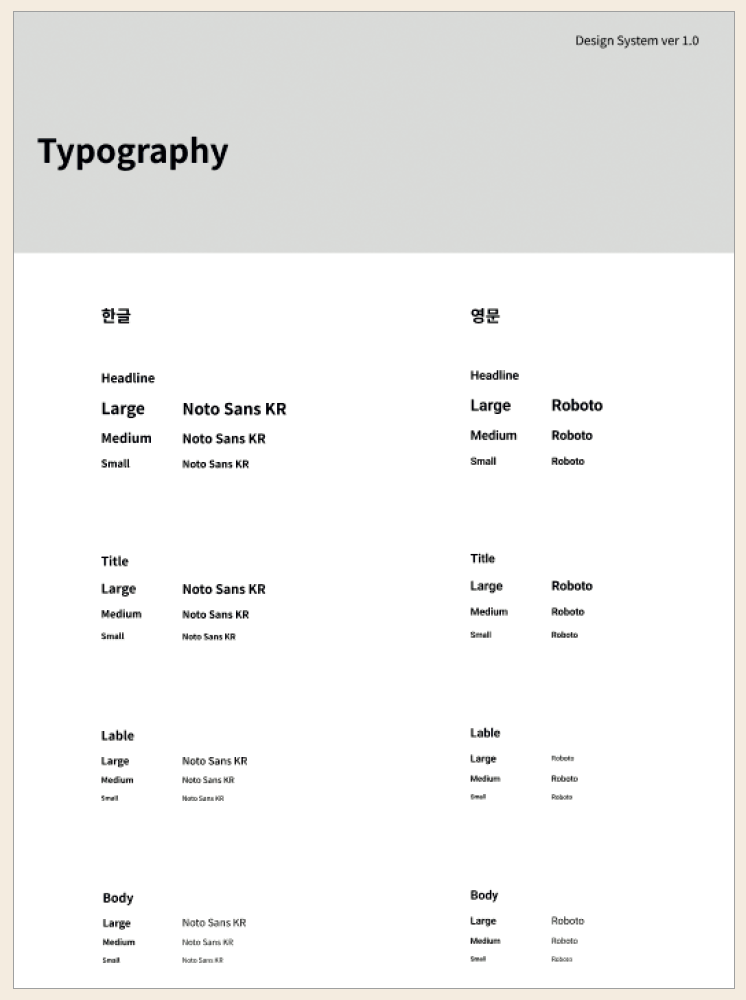 Design System ver 1.0
Typography
한글
Headline
Large Noto Sans KR
Medium Noto Sans KR
Small Noto Sans KR
Title
Large Noto Sans KR
Medium Noto Sans KR
Small Noto Sans KR
Lable
Large Noto Sans KR
Medium Noto Sans KR
Small Noto Sans KR
Body
Large Noto Sans KR
Medium Noto Sans KR
Small Noto Sans KR
영문
Headline
Large Roboto
Medium Roboto
Small Roboto
Title
Large Roboto
Medium Roboto
Small Roboto
Lable
Large Roboto
Medium Roboto
Small Roboto
Body
Large Roboto
Medium Roboto
Small Roboto